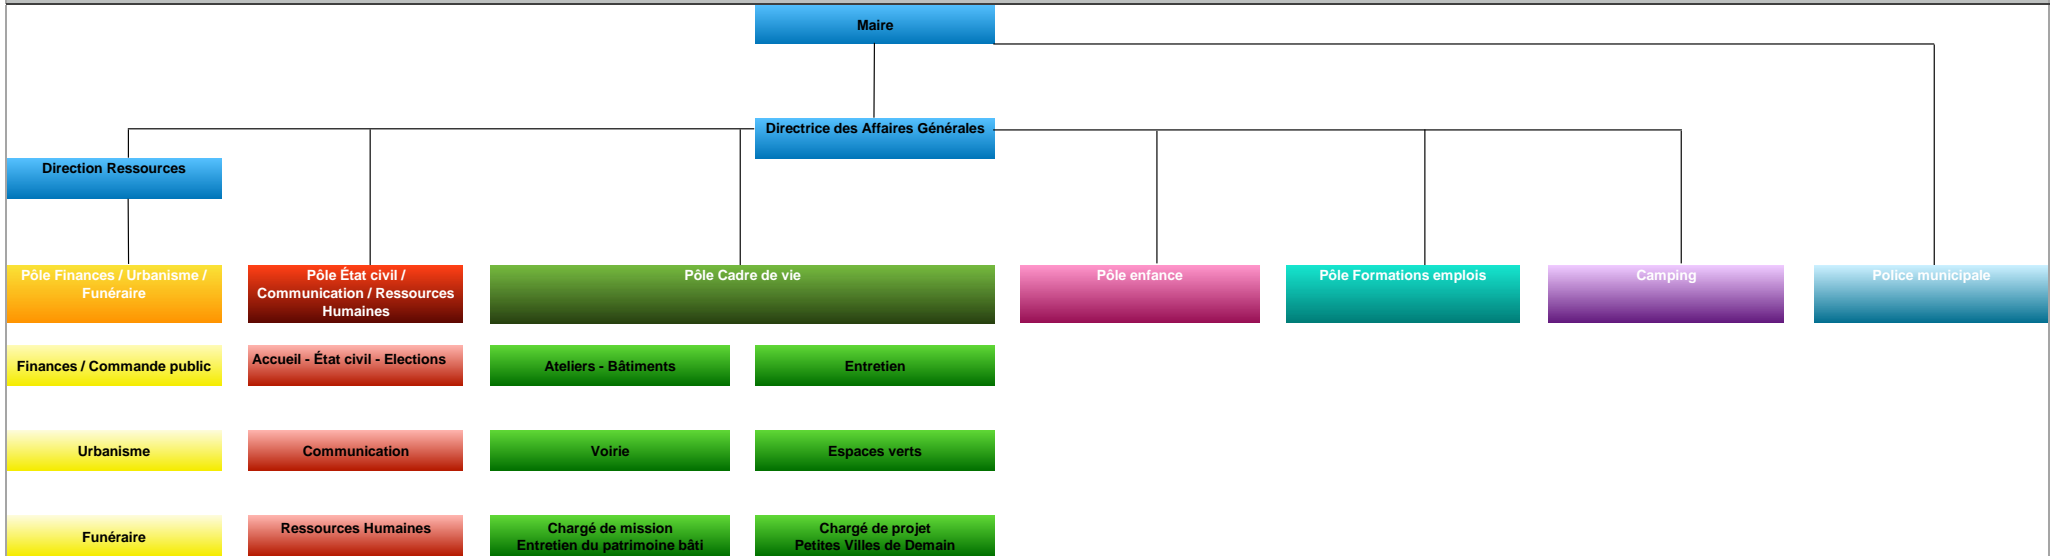 Maire
Directrice des Affaires Générales
Direction Ressources
Pôle Finances / Urbanisme /
Funéraire
Pôle État civil /
Communication / Ressources
Humaines
Pôle Cadre de vie
Pôle enfance
Pôle Formations emplois
Camping
Police municipale
Finances / Commande public
Accueil - État civil - Elections
Ateliers - Bâtiments
Entretien
Urbanisme
Communication
Voirie
Espaces verts
Funéraire
Ressources Humaines
Chargé de mission
Entretien du patrimoine bâti
Chargé de projet
Petites Villes de Demain